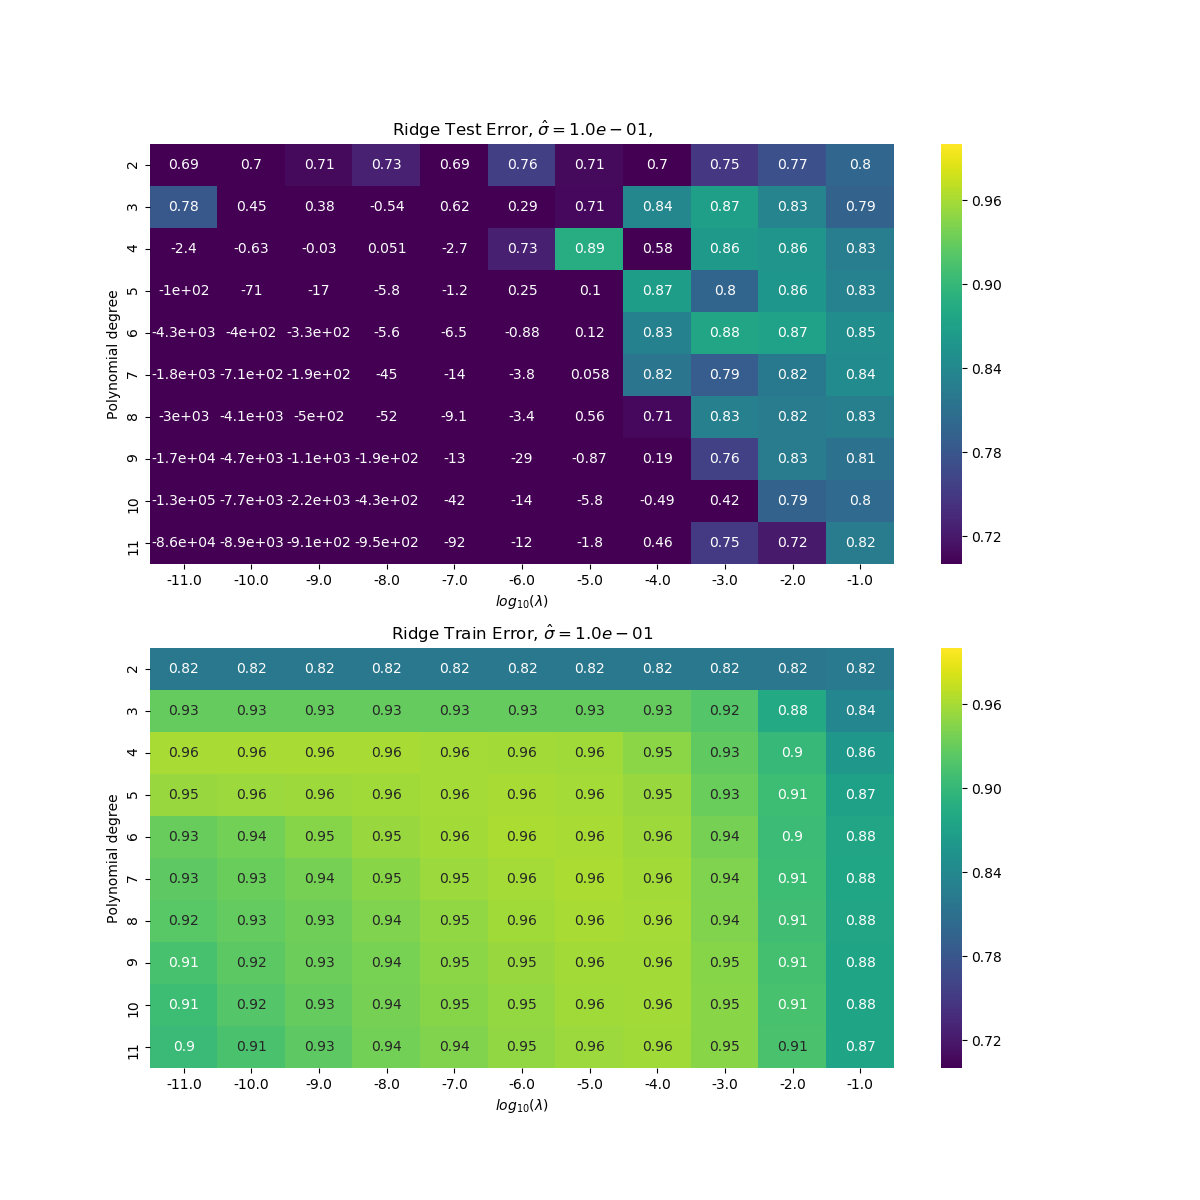 Ridge Test Error, σ̂ = 1.0e − 01,
2 0.69 0.7 0.71 0.73 0.69 0.76 0.71 0.7 0.75 0.77 0.8
3 0.78 0.45 0.38 -0.54 0.62 0.29 0.71 0.84 0.87 0.83 0.79
4 -2.4 -0.63 -0.03 0.051 -2.7 0.73 0.89 0.58 0.86 0.86 0.83
5 -1e+02 -71 -17 -5.8 -1.2 0.25 0.1 0.87 0.8 0.86 0.83
6 -4.3e+03 -4e+02 -3.3e+02 -5.6 -6.5 -0.88 0.12 0.83 0.88 0.87 0.85
7 -1.8e+03 -7.1e+02 -1.9e+02 -45 -14 -3.8 0.058 0.82 0.79 0.82 0.84
8 -3e+03 -4.1e+03 -5e+02 -52 -9.1 -3.4 0.56 0.71 0.83 0.82 0.83
9 -1.7e+04 -4.7e+03 -1.1e+03 -1.9e+02 -13 -29 -0.87 0.19 0.76 0.83 0.81
10 -1.3e+05 -7.7e+03 -2.2e+03 -4.3e+02 -42 -14 -5.8 -0.49 0.42 0.79 0.8
11 -8.6e+04 -8.9e+03 -9.1e+02 -9.5e+02 -92 -12 -1.8 0.46 0.75 0.72 0.82
-11.0 -10.0 -9.0 -8.0 -7.0 -6.0 -5.0 -4.0 -3.0 -2.0 -1.0
log₁₀(λ)
Polynomial degree
0.96
0.90
0.84
0.78
0.72
Ridge Train Error, σ̂ = 1.0e − 01
2 0.82 0.82 0.82 0.82 0.82 0.82 0.82 0.82 0.82 0.82 0.82
3 0.93 0.93 0.93 0.93 0.93 0.93 0.93 0.93 0.92 0.88 0.84
4 0.96 0.96 0.96 0.96 0.96 0.96 0.96 0.95 0.93 0.9 0.86
5 0.95 0.96 0.96 0.96 0.96 0.96 0.96 0.95 0.93 0.91 0.87
6 0.93 0.94 0.95 0.95 0.96 0.96 0.96 0.96 0.94 0.9 0.88
7 0.93 0.93 0.94 0.95 0.95 0.96 0.96 0.96 0.94 0.91 0.88
8 0.92 0.93 0.93 0.94 0.95 0.96 0.96 0.96 0.94 0.91 0.88
9 0.91 0.92 0.93 0.94 0.95 0.95 0.96 0.96 0.95 0.91 0.88
10 0.91 0.92 0.93 0.94 0.95 0.95 0.96 0.96 0.95 0.91 0.88
11 0.9 0.91 0.93 0.94 0.94 0.95 0.96 0.96 0.95 0.91 0.87
-11.0 -10.0 -9.0 -8.0 -7.0 -6.0 -5.0 -4.0 -3.0 -2.0 -1.0
log₁₀(λ)
Polynomial degree
0.96
0.90
0.84
0.78
0.72